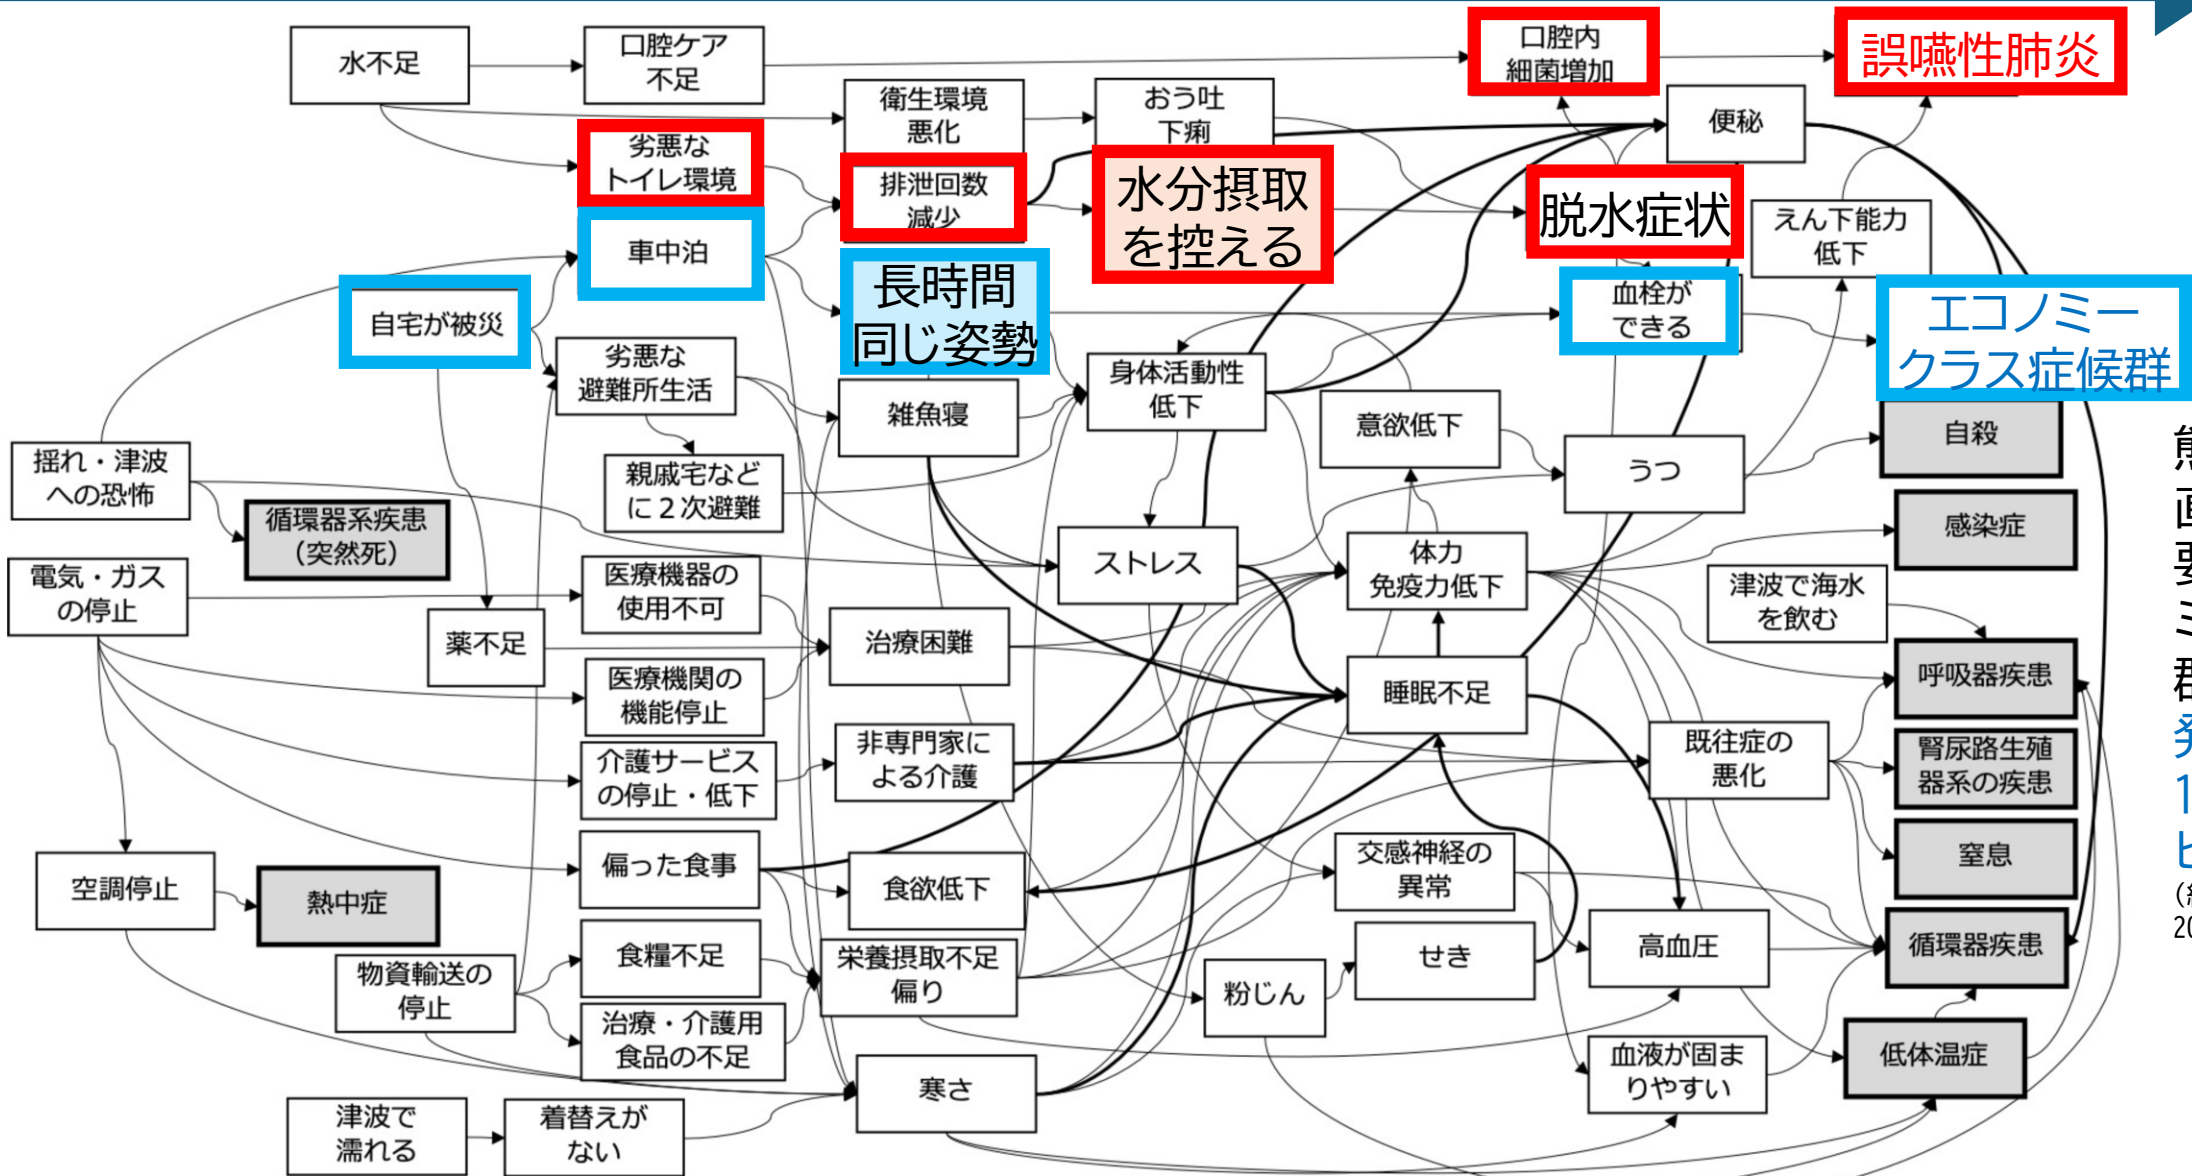 水不足
口腔ケア
不足
口腔内
細菌増加
誤嚥性肺炎
衛生環境
悪化
おう吐
下痢
便秘
劣悪な
トイレ環境
排泄回数
減少
水分摂取
を控える
脱水症状
えん下能力
低下
車中泊
自宅が被災
長時間
同じ姿勢
血栓が
できる
エコノミー
クラス症候群
劣悪な
避難所生活
雑魚寝
身体活動性
低下
意欲低下
うつ
自殺
揺れ・津波
への恐怖
親戚宅など
に2次避難
循環器系疾患
（突然死）
感染症
電気・ガス
の停止
医療機器の
使用不可
ストレス
体力
免疫力低下
津波で海水
を飲む
薬不足
治療困難
医療機関の
機能停止
睡眠不足
呼吸器疾患
介護サービス
の停止・低下
非専門家に
よる介護
既往症の
悪化
腎尿路生殖
器系の疾患
偏った食事
食欲低下
交感神経の
異常
窒息
空調停止
熱中症
食糧不足
栄養摂取不足
偏り
せき
高血圧
循環器疾患
物資輸送の
停止
治療・介護用
食品の不足
粉じん
血液が固ま
りやすい
低体温症
寒さ
津波で
濡れる
着替えが
ない
画
要
ミ
発
1
ヒ
20